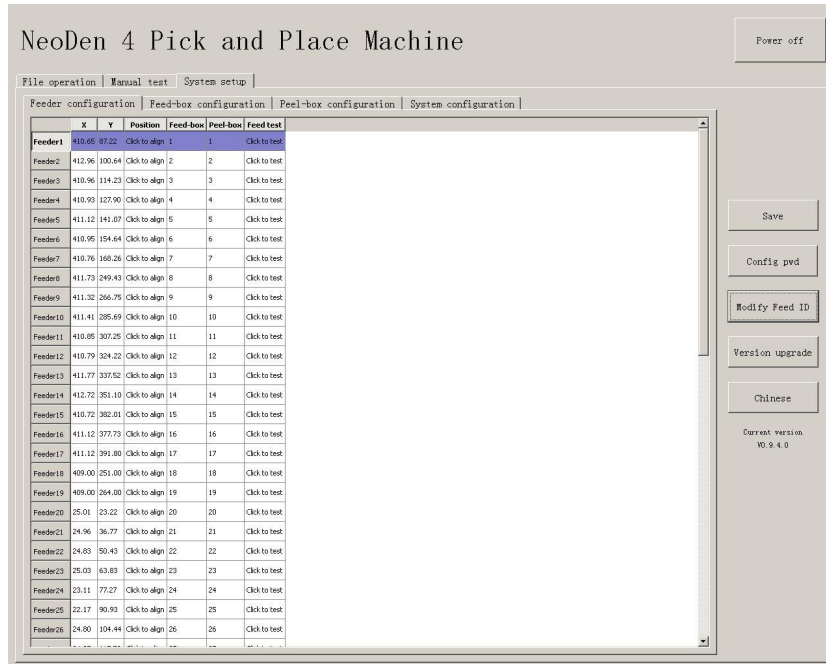 NeoDen 4 Pick and Place Machine
Power off
File operation Manual test System setup
Feeder configuration Feed-box configuration Peel-box configuration System configuration
X Y Position Feed-box Peel-box Feed test
Feeder1 410.65 87.22 Click to align 1 1 Click to test
Feeder2 412.96 100.64 Click to align 2 2 Click to test
Feeder3 410.96 114.23 Click to align 3 3 Click to test
Feeder4 410.93 127.90 Click to align 4 4 Click to test
Feeder5 411.12 141.07 Click to align 5 5 Click to test
Feeder6 410.95 154.64 Click to align 6 6 Click to test
Feeder7 410.76 168.26 Click to align 7 7 Click to test
Feeder8 411.73 249.43 Click to align 8 8 Click to test
Feeder9 411.32 266.75 Click to align 9 9 Click to test
Feeder10 411.41 285.69 Click to align 10 10 Click to test
Feeder11 410.85 307.25 Click to align 11 11 Click to test
Feeder12 410.79 324.22 Click to align 12 12 Click to test
Feeder13 411.77 337.52 Click to align 13 13 Click to test
Feeder14 412.72 351.10 Click to align 14 14 Click to test
Feeder15 410.72 382.01 Click to align 15 15 Click to test
Feeder16 411.12 377.73 Click to align 16 16 Click to test
Feeder17 411.12 391.80 Click to align 17 17 Click to test
Feeder18 409.00 251.00 Click to align 18 18 Click to test
Feeder19 409.00 264.00 Click to align 19 19 Click to test
Feeder20 25.01 23.22 Click to align 20 20 Click to test
Feeder21 24.96 36.77 Click to align 21 21 Click to test
Feeder22 24.83 50.43 Click to align 22 22 Click to test
Feeder23 25.03 63.83 Click to align 23 23 Click to test
Feeder24 23.11 77.27 Click to align 24 24 Click to test
Feeder25 22.17 90.93 Click to align 25 25 Click to test
Feeder26 24.80 104.44 Click to align 26 26 Click to test
Save
Config pwd
Modify Feed ID
Version upgrade
Chinese
Current version
V0.9.4.0